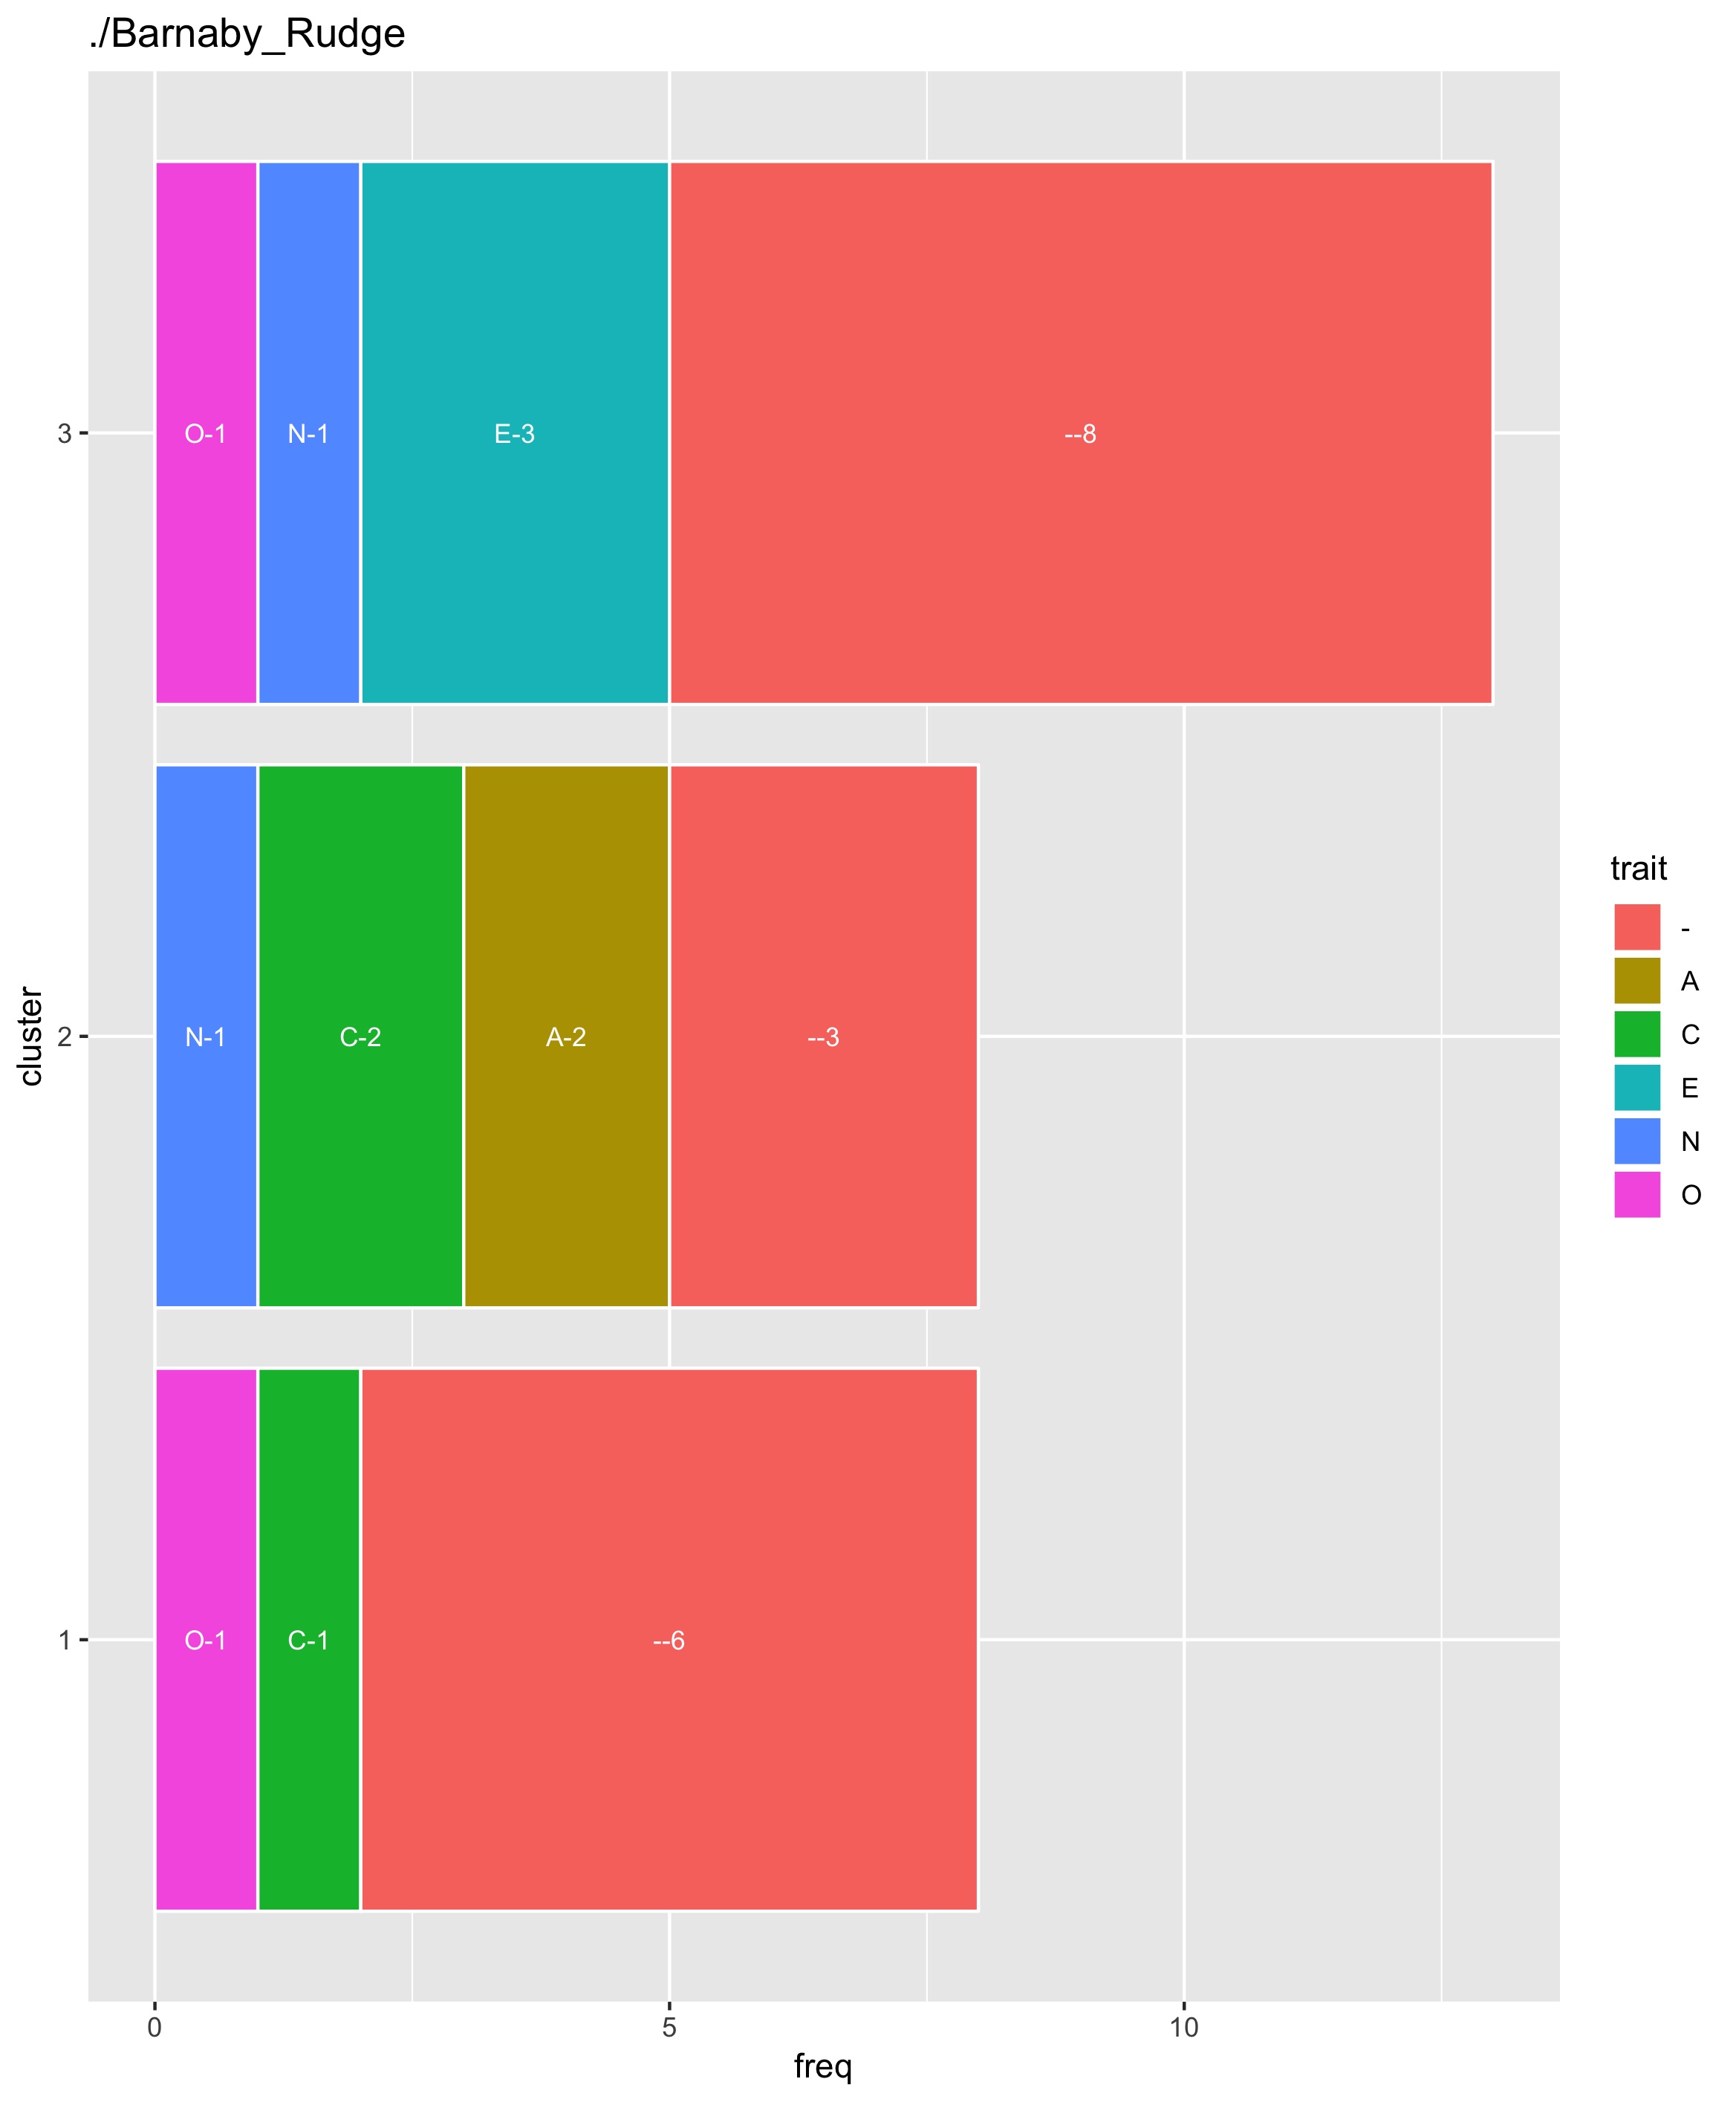 ./Barnaby_Rudge
3
O-1 N-1 E-3 --8
2
N-1 C-2 A-2 --3
1
O-1 C-1 --6
0 5 10
freq
cluster
trait
-
A
C
E
N
O